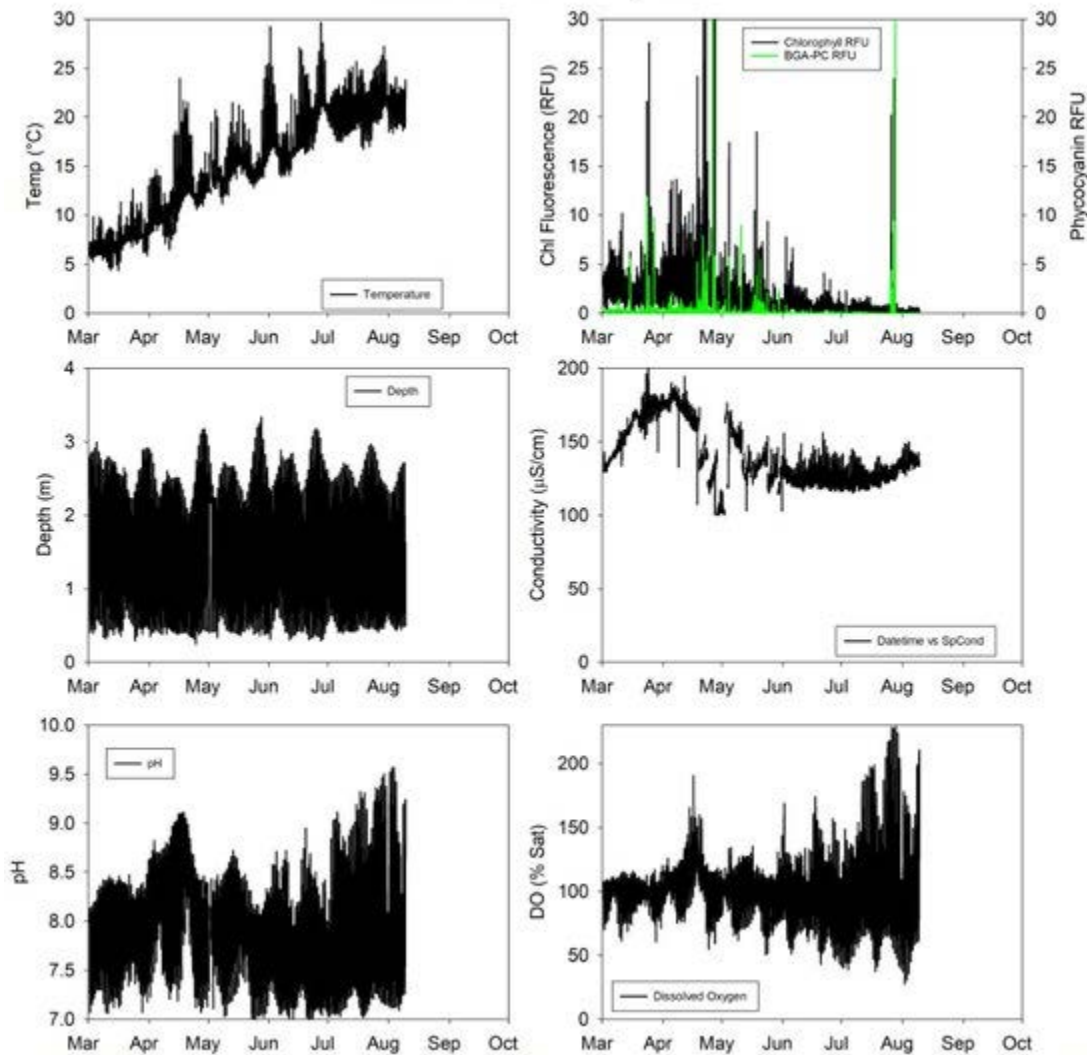 30
25
20
15
10
5
0
Temp (°C)
Temperature
Mar Apr May Jun Jul Aug Sep Oct
30
25
20
15
10
5
0
Chl Fluorescence (RFU)
Chlorophyll RFU
BGA-PC RFU
30
25
20
15
10
5
0
Phycocyanin RFU
Mar Apr May Jun Jul Aug Sep Oct
4
3
2
1
0
Depth (m)
Depth
Mar Apr May Jun Jul Aug Sep Oct
200
150
100
50
0
Conductivity (µS/cm)
Datetime vs SpCond
Mar Apr May Jun Jul Aug Sep Oct
10.0
9.5
9.0
8.5
8.0
7.5
7.0
pH
pH
Mar Apr May Jun Jul Aug Sep Oct
200
150
100
50
0
DO (% Sat)
Dissolved Oxygen
Mar Apr May Jun Jul Aug Sep Oct